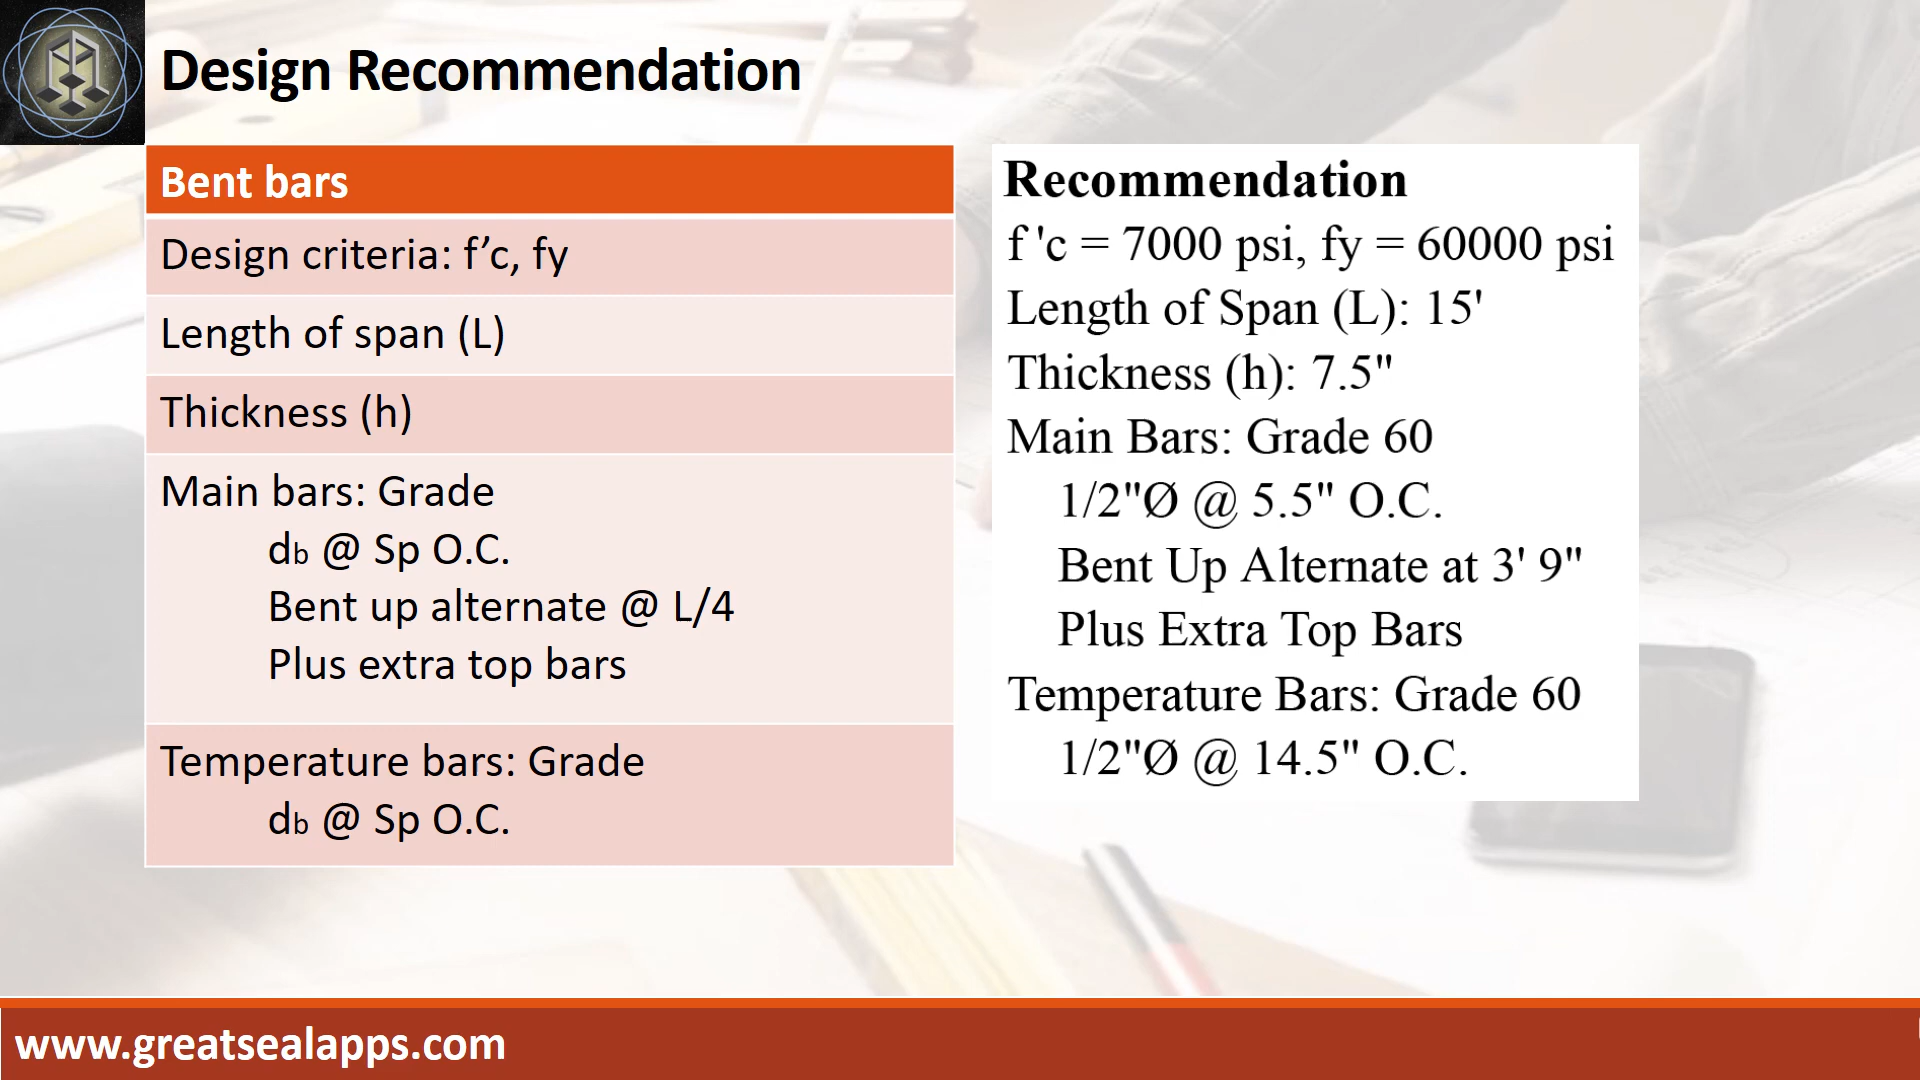 Design Recommendation
Bent bars
Design criteria: f’c, fy
Length of span (L)
Thickness (h)
Main bars: Grade
db @ Sp O.C.
Bent up alternate @ L/4
Plus extra top bars
Temperature bars: Grade
db @ Sp O.C.
Recommendation
f 'c = 7000 psi, fy = 60000 psi
Length of Span (L): 15'
Thickness (h): 7.5"
Main Bars: Grade 60
1/2"Ø @ 5.5" O.C.
Bent Up Alternate at 3' 9"
Plus Extra Top Bars
Temperature Bars: Grade 60
1/2"Ø @ 14.5" O.C.
www.greatsealapps.com